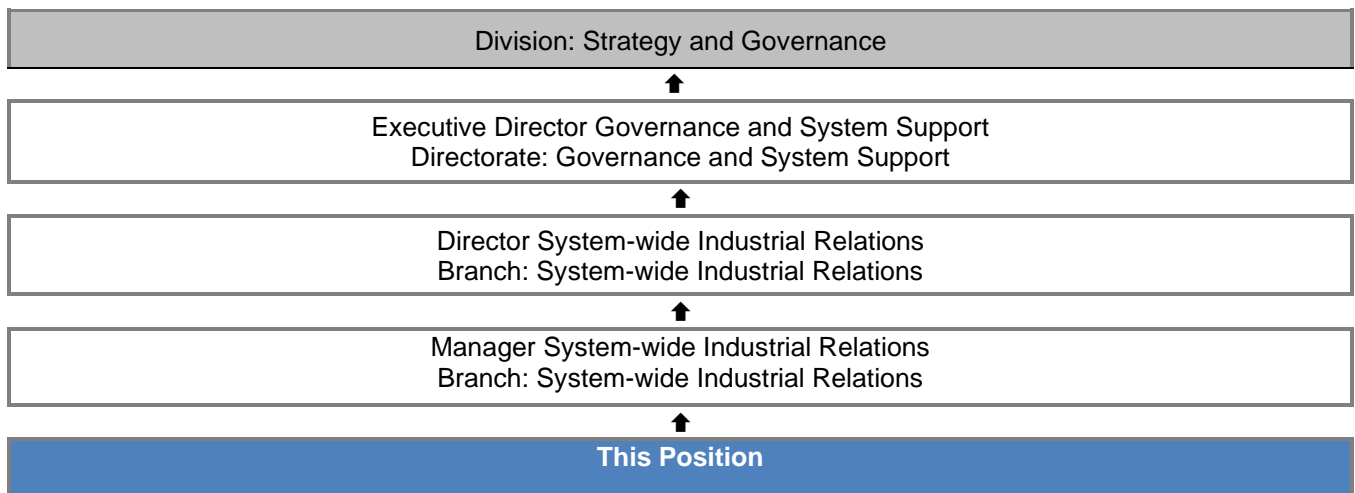 Division: Strategy and Governance
Executive Director Governance and System Support
Directorate: Governance and System Support
Director System-wide Industrial Relations
Branch: System-wide Industrial Relations
Manager System-wide Industrial Relations
Branch: System-wide Industrial Relations
This Position